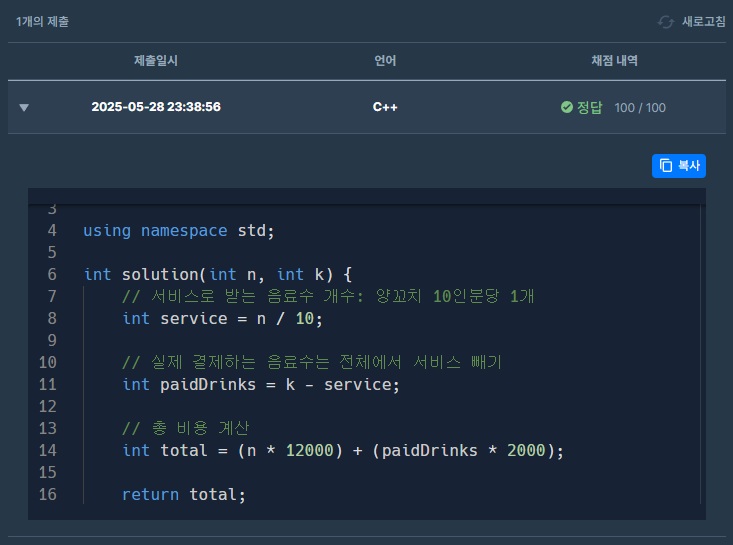 1개의 제출
새로고침
제출일시 언어 채점 내역
▼ 2025-05-28 23:38:56 C++ 정답 100 / 100
복사
3
4 using namespace std;
5
6 int solution(int n, int k) {
7 // 서비스로 받는 음료수 개수: 양꼬치 10인분당 1개
8 int service = n / 10;
9
10 // 실제 결제하는 음료수는 전체에서 서비스 빼기
11 int paidDrinks = k - service;
12
13 // 총 비용 계산
14 int total = (n * 12000) + (paidDrinks * 2000);
15
16 return total;